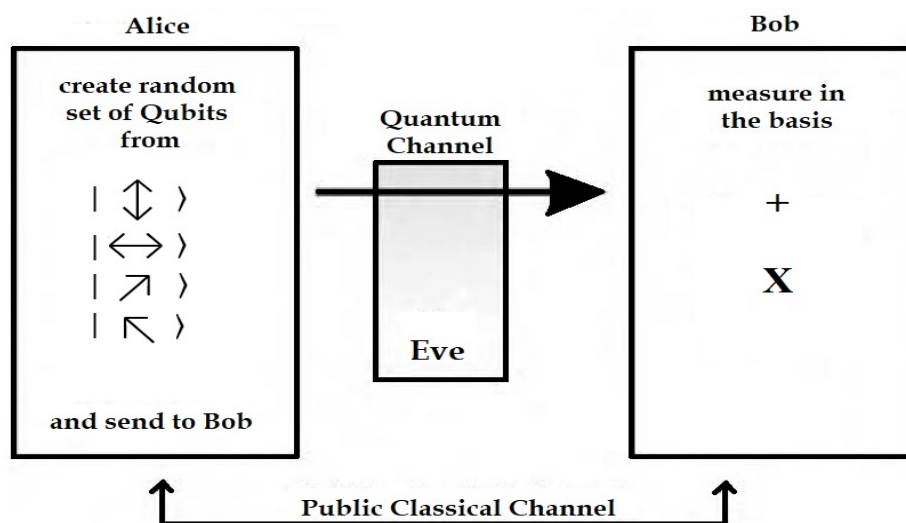 Alice
create random
set of Qubits
from
| ↕ ⟩
| ↔ ⟩
| ↗ ⟩
| ↖ ⟩
and send to Bob
Quantum
Channel
Eve
Bob
measure in
the basis
+
X
Public Classical Channel